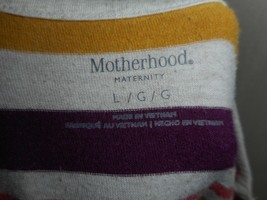 Motherhood®
MATERNITY
L / G / G
MADE IN VIETNAM
FABRIQUÉ AU VIETNAM | HECHO EN VIETNAM